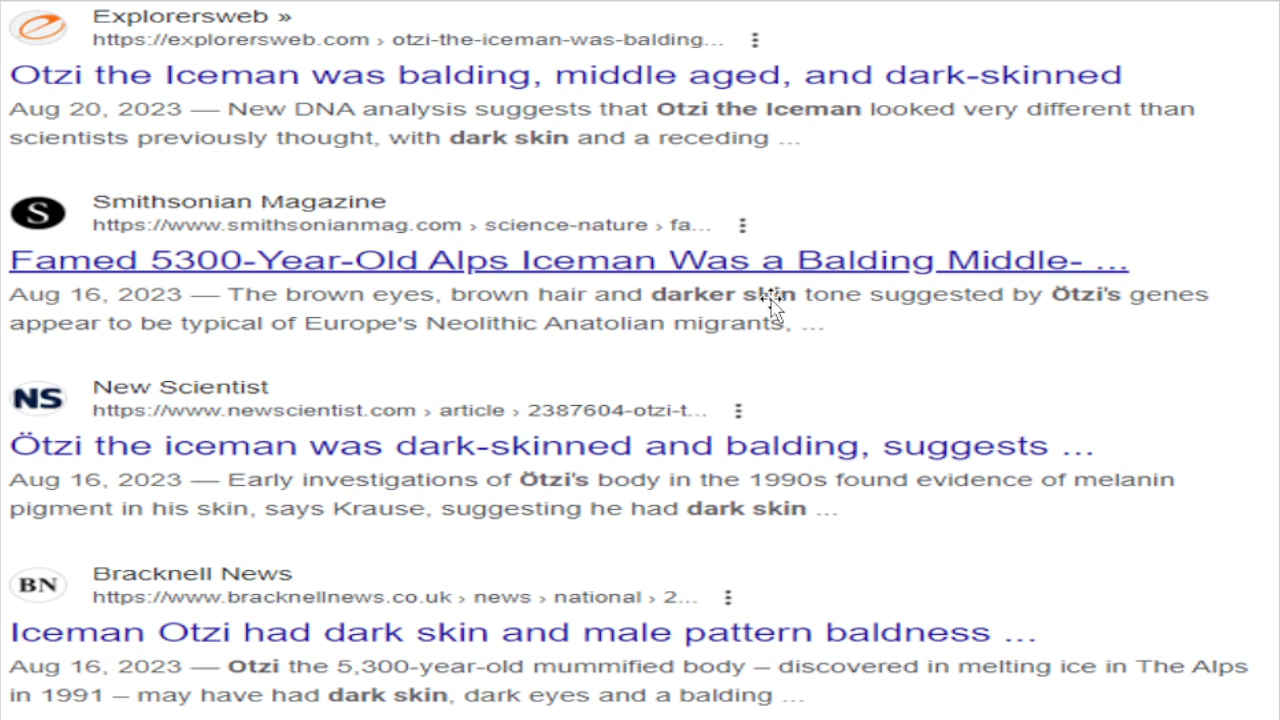 Explorersweb »
https://explorersweb.com › otzi-the-iceman-was-balding...
Otzi the Iceman was balding, middle aged, and dark-skinned
Aug 20, 2023 — New DNA analysis suggests that Otzi the Iceman looked very different than
scientists previously thought, with dark skin and a receding ...
S
Smithsonian Magazine
https://www.smithsonianmag.com › science-nature › fa...
Famed 5300-Year-Old Alps Iceman Was a Balding Middle- ...
Aug 16, 2023 — The brown eyes, brown hair and darker skin tone suggested by Ötzi's genes
appear to be typical of Europe's Neolithic Anatolian migrants, ...
NS
New Scientist
https://www.newscientist.com › article › 2387604-otzi-t...
Ötzi the iceman was dark-skinned and balding, suggests ...
Aug 16, 2023 — Early investigations of Ötzi's body in the 1990s found evidence of melanin
pigment in his skin, says Krause, suggesting he had dark skin ...
BN
Bracknell News
https://www.bracknellnews.co.uk › news › national › 2...
Iceman Otzi had dark skin and male pattern baldness ...
Aug 16, 2023 — Otzi the 5,300-year-old mummified body – discovered in melting ice in The Alps
in 1991 – may have had dark skin, dark eyes and a balding ...